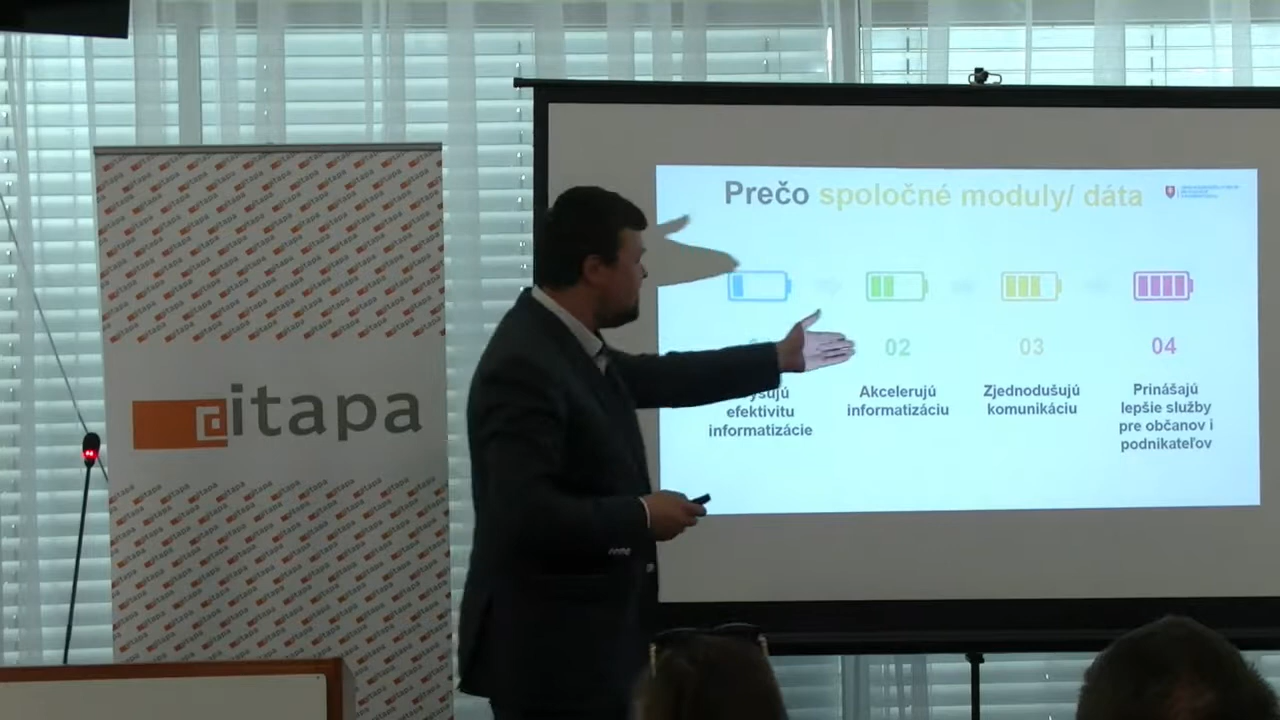 itapa
Prečo spoločné moduly/ dáta
02
03
04
efektivitu
informatizácie
Akcelerujú
informatizáciu
Zjednodušujú
komunikáciu
Prinášajú
lepšie služby
pre občanov i
podnikateľov